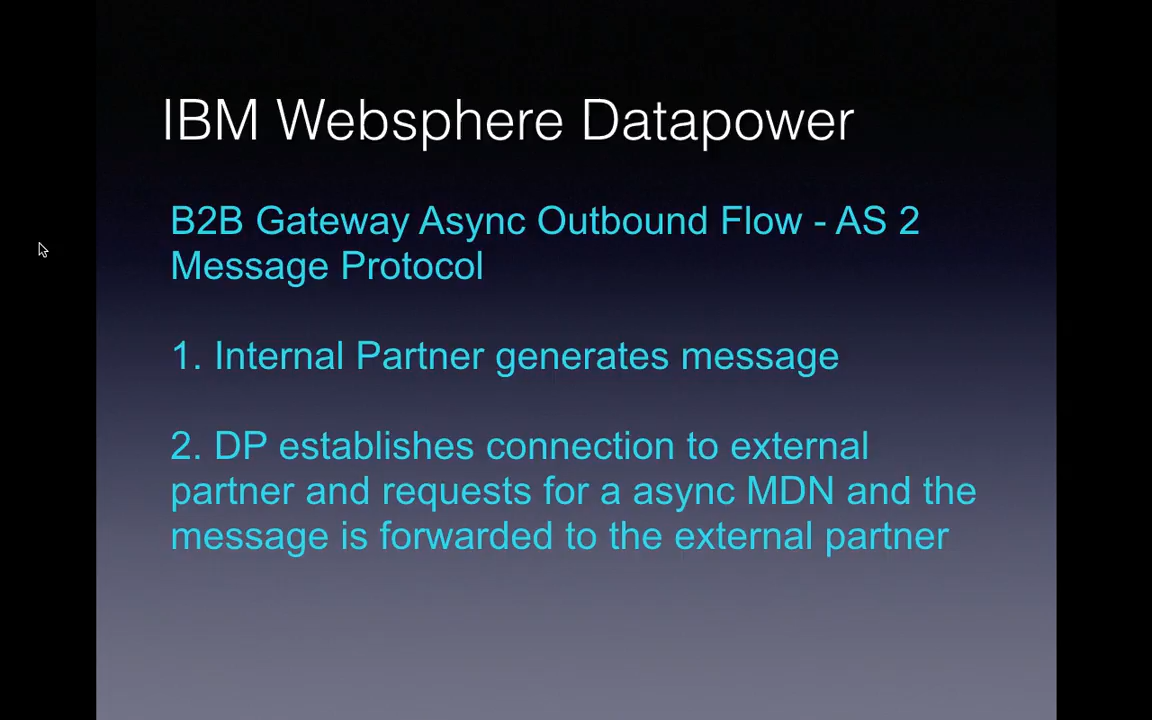 IBM Websphere Datapower
B2B Gateway Async Outbound Flow - AS 2
Message Protocol
1. Internal Partner generates message
2. DP establishes connection to external
partner and requests for a async MDN and the
message is forwarded to the external partner